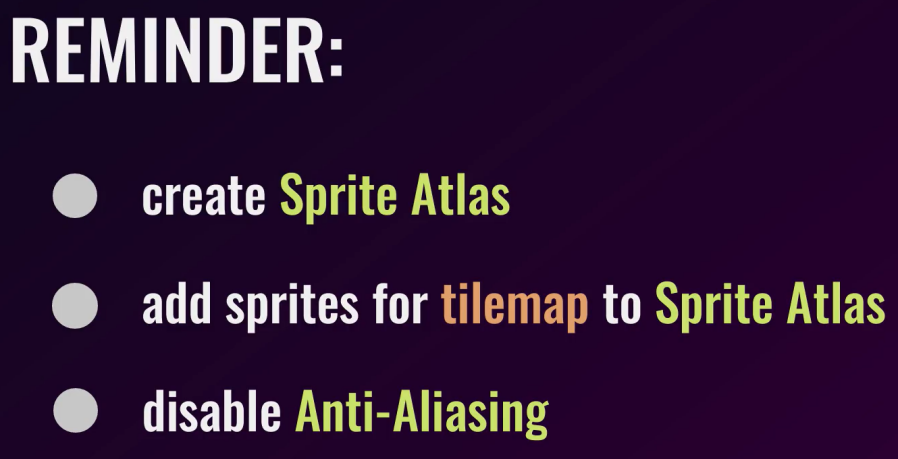 REMINDER:
create Sprite Atlas
add sprites for tilemap to Sprite Atlas
disable Anti-Aliasing